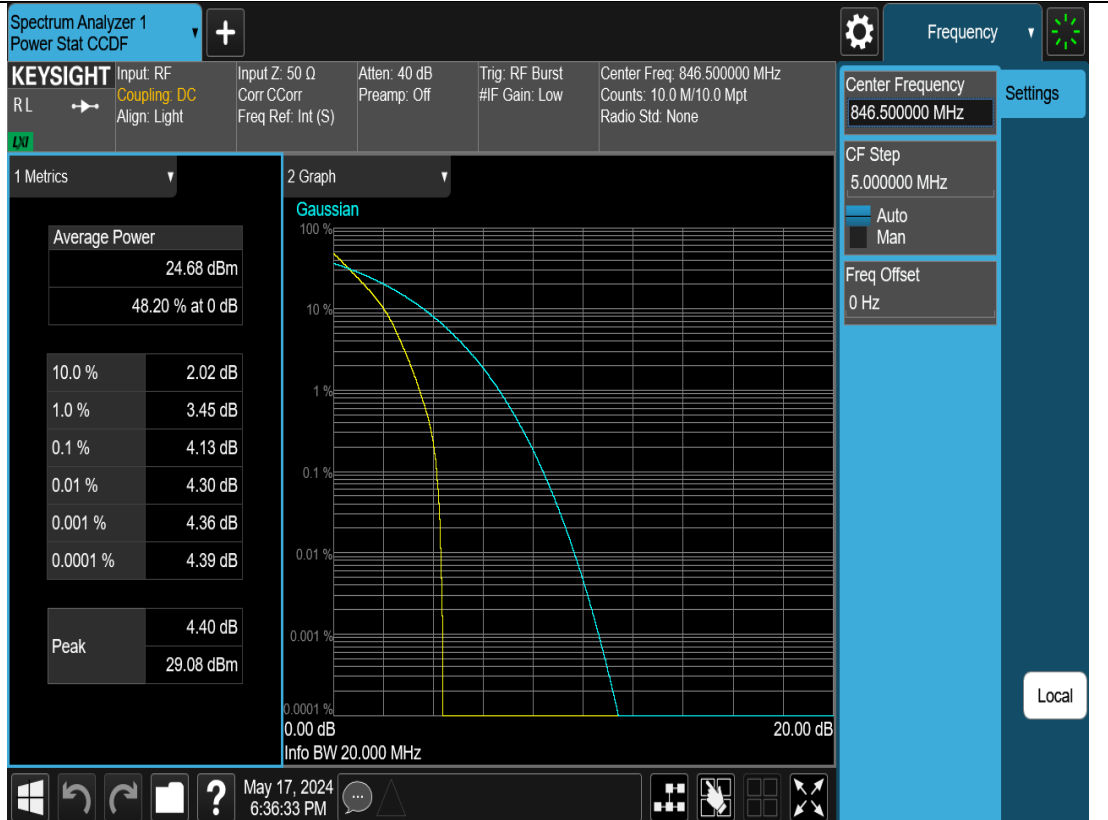 Spectrum Analyzer 1
Power Stat CCDF
▼
+
Frequency
▼
KEYSIGHT
RL
LXI
Input: RF
Coupling: DC
Align: Light
Input Z: 50 Ω
Corr CCorr
Freq Ref: Int (S)
Atten: 40 dB
Preamp: Off
Trig: RF Burst
#IF Gain: Low
Center Freq: 846.500000 MHz
Counts: 10.0 M/10.0 Mpt
Radio Std: None
Center Frequency
846.500000 MHz
Settings
CF Step
5.000000 MHz
Auto
Man
Freq Offset
0 Hz
Local
1 Metrics ▼
Average Power
24.68 dBm
48.20 % at 0 dB
10.0 % 2.02 dB
1.0 % 3.45 dB
0.1 % 4.13 dB
0.01 % 4.30 dB
0.001 % 4.36 dB
0.0001 % 4.39 dB
Peak
4.40 dB
29.08 dBm
2 Graph ▼
Gaussian
100 %
10 %
1 %
0.1 %
0.01 %
0.001 %
0.0001 %
0.00 dB 20.00 dB
Info BW 20.000 MHz
?
May 17, 2024
6:36:33 PM